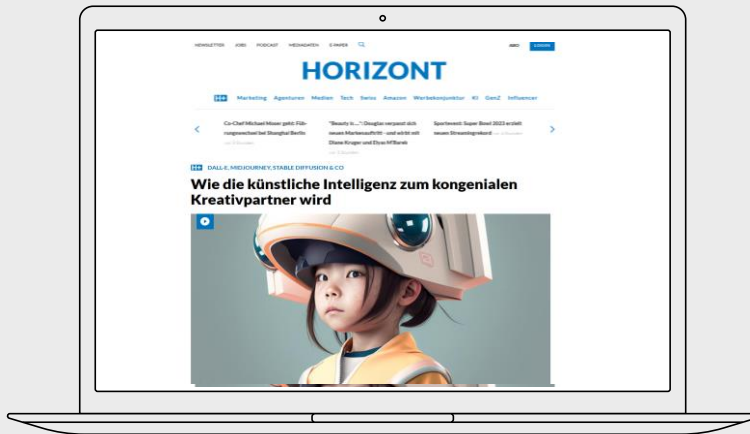 NEWSLETTER JOBS PODCAST MEDIADATEN E-PAPER
ABO
HORIZONT
H+ Marketing Agenturen Medien Tech Swiss Amazon Werbekonjunktur KI GenZ Influencer
Co-Chef Michael Moser geht: Füh-
rungswechsel bei Shanghai Berlin
"Beauty is ...": Douglas verpasst sich
neuen Markenauftritt - und wirbt mit
Diane Kruger und Elyas M'Barek
Sportevent: Super Bowl 2023 erzielt
neuen Streamingrekord
H+ DALL-E, MIDJOURNEY, STABLE DIFFUSION & CO
Wie die künstliche Intelligenz zum kongenialen
Kreativpartner wird